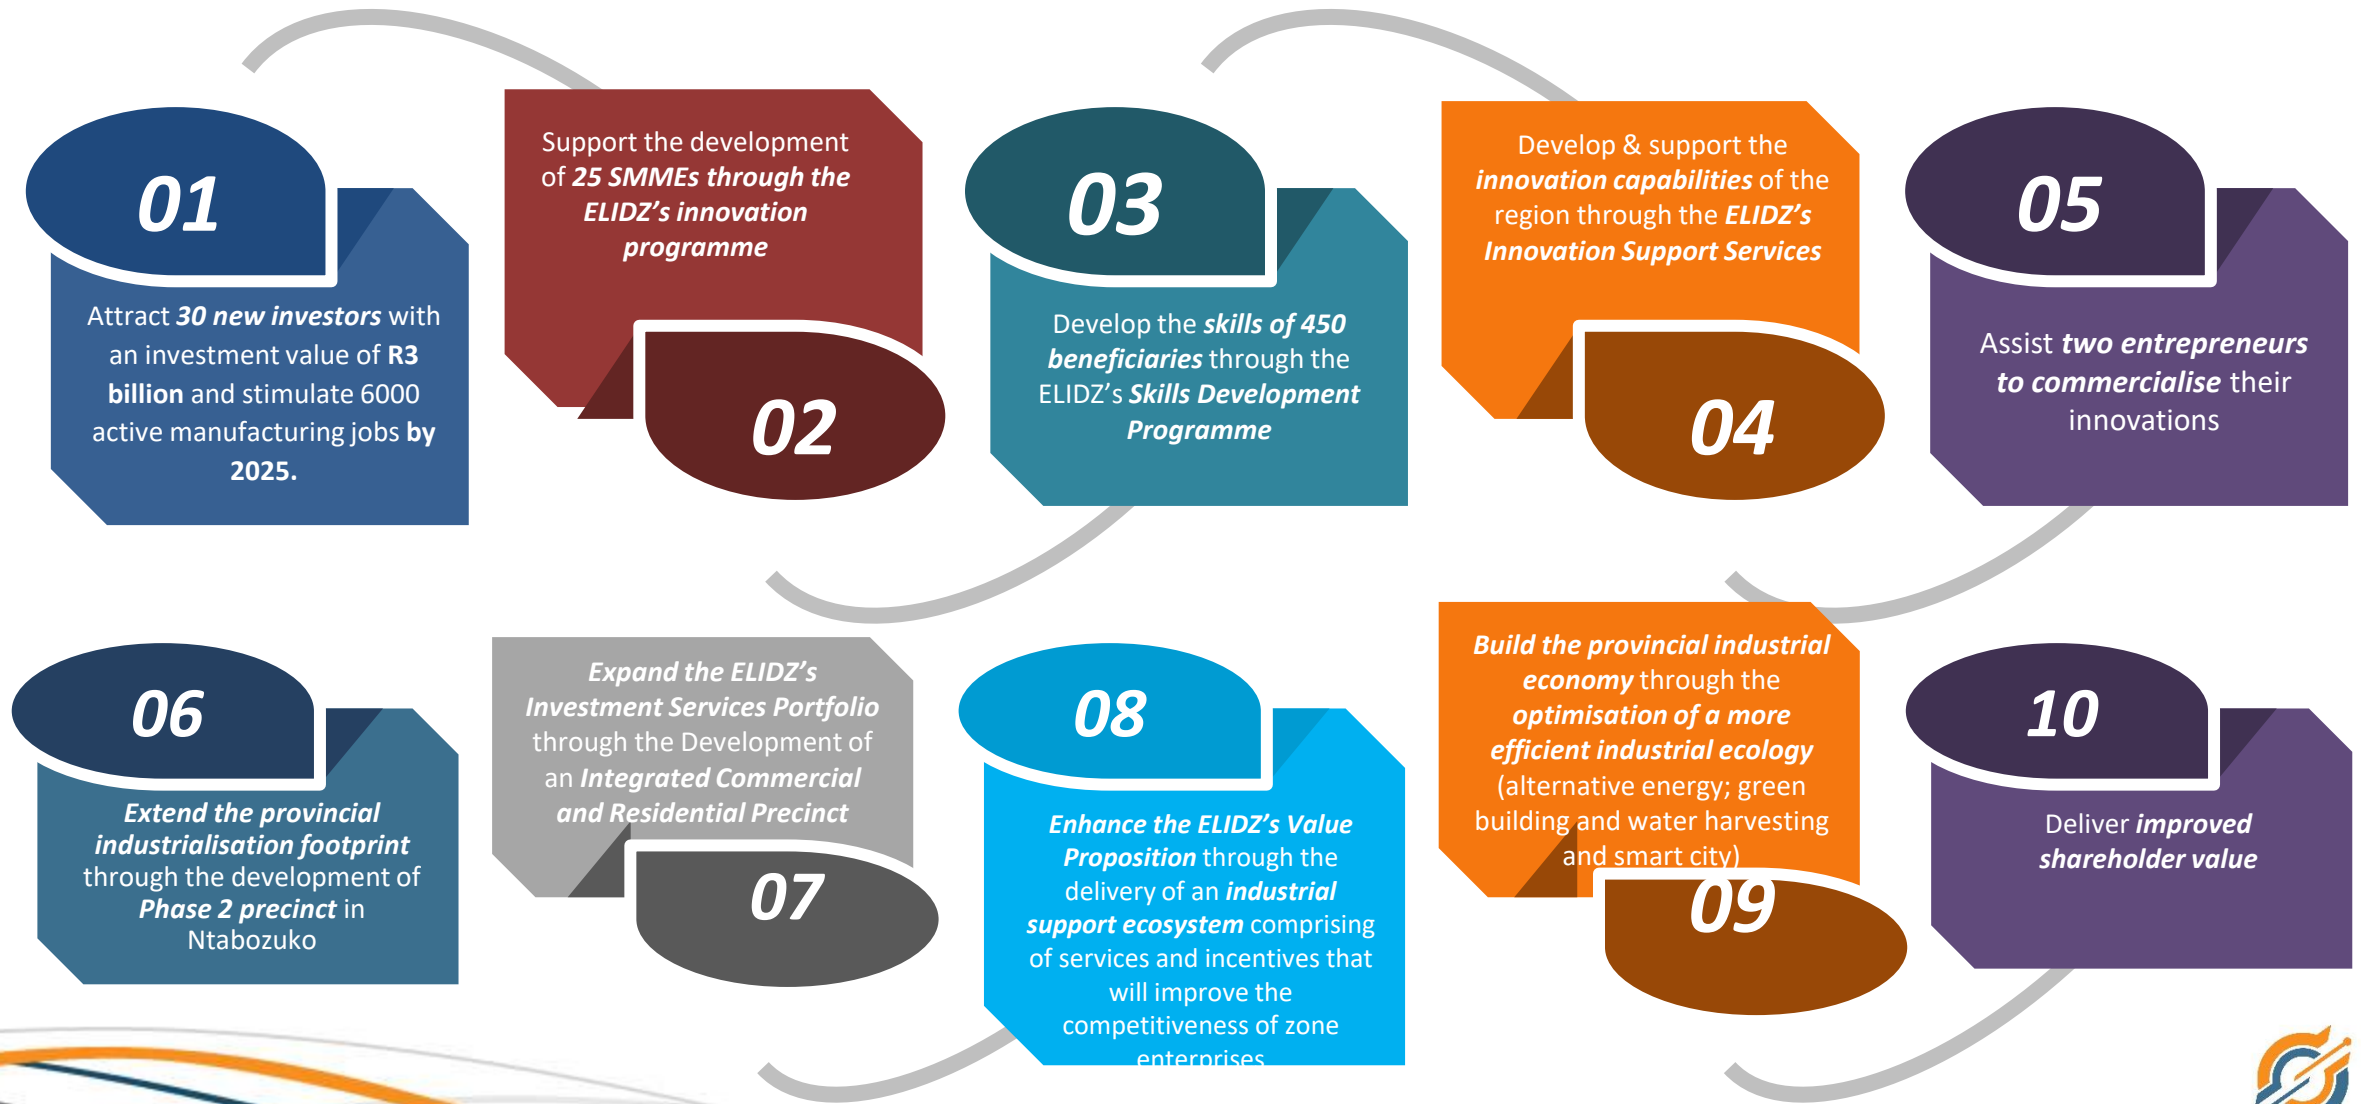 01
Attract 30 new investors with
an investment value of R3
billion and stimulate 6000
active manufacturing jobs by
2025.
Support the development
of 25 SMMEs through the
ELIDZ’s innovation
programme
02
03
Develop the skills of 450
beneficiaries through the
ELIDZ’s Skills Development
Programme
Develop & support the
innovation capabilities of the
region through the ELIDZ’s
Innovation Support Services
04
05
Assist two entrepreneurs
to commercialise their
innovations
06
Extend the provincial
industrialisation footprint
through the development of
Phase 2 precinct in
Ntabozuko
Expand the ELIDZ’s
Investment Services Portfolio
through the Development of
an Integrated Commercial
and Residential Precinct
07
08
Enhance the ELIDZ’s Value
Proposition through the
delivery of an industrial
support ecosystem comprising
of services and incentives that
will improve the
competitiveness of zone
enterprises
Build the provincial industrial
economy through the
optimisation of a more
efficient industrial ecology
(alternative energy; green
building and water harvesting
and smart city)
09
10
Deliver improved
shareholder value